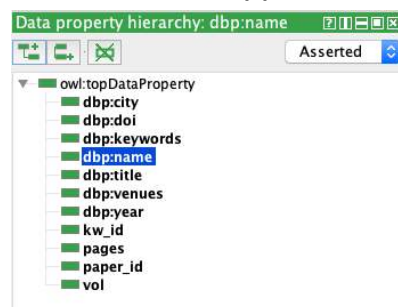 Data property hierarchy: dbp:name
Asserted
owl:topDataProperty
dbp:city
dbp:doi
dbp:keywords
dbp:name
dbp:title
dbp:venues
dbp:year
kw_id
pages
paper_id
vol